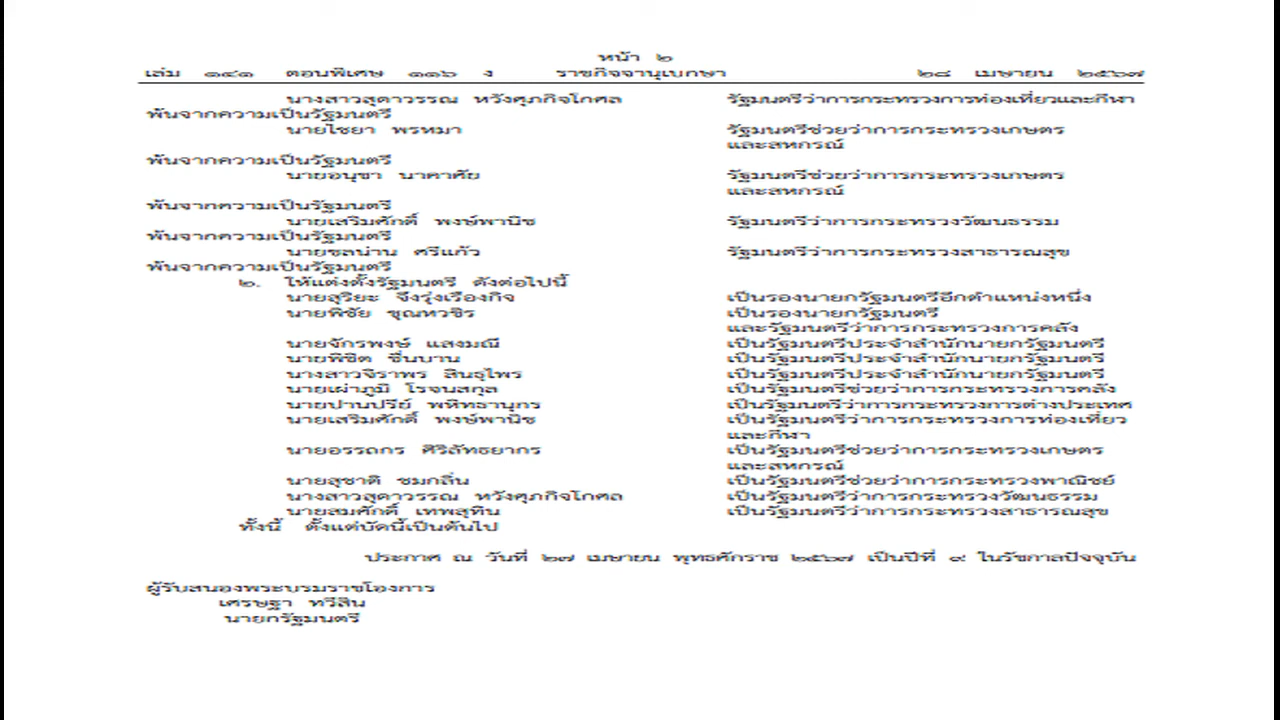 หน้า ๒
เล่ม ๑๔๑ ตอนพิเศษ ๑๑๖ ง ราชกิจจานุเบกษา ๒๘ เมษายน ๒๕๖๗
นางสาวสุดาวรรณ หวังศุภกิจโกศล รัฐมนตรีว่าการกระทรวงการท่องเที่ยวและกีฬา
พ้นจากความเป็นรัฐมนตรี
นายไชยา พรหมา รัฐมนตรีช่วยว่าการกระทรวงเกษตร
และสหกรณ์
พ้นจากความเป็นรัฐมนตรี
นายอนุชา นาคาศัย รัฐมนตรีช่วยว่าการกระทรวงเกษตร
และสหกรณ์
พ้นจากความเป็นรัฐมนตรี
นายเสริมศักดิ์ พงษ์พานิช รัฐมนตรีว่าการกระทรวงวัฒนธรรม
พ้นจากความเป็นรัฐมนตรี
นายชลน่าน ศรีแก้ว รัฐมนตรีว่าการกระทรวงสาธารณสุข
พ้นจากความเป็นรัฐมนตรี
๒. ให้แต่งตั้งรัฐมนตรี ดังต่อไปนี้
นายสุริยะ จึงรุ่งเรืองกิจ เป็นรองนายกรัฐมนตรีอีกตำแหน่งหนึ่ง
นายพิชัย ชุณหวชิร เป็นรองนายกรัฐมนตรี
และรัฐมนตรีว่าการกระทรวงการคลัง
นายจักรพงษ์ แสงมณี เป็นรัฐมนตรีประจำสำนักนายกรัฐมนตรี
นายพิชิต ชื่นบาน เป็นรัฐมนตรีประจำสำนักนายกรัฐมนตรี
นางสาวจิราพร สินธุไพร เป็นรัฐมนตรีประจำสำนักนายกรัฐมนตรี
นายเผ่าภูมิ โรจนสกุล เป็นรัฐมนตรีช่วยว่าการกระทรวงการคลัง
นายปานปรีย์ พหิทธานุกร เป็นรัฐมนตรีว่าการกระทรวงการต่างประเทศ
นายเสริมศักดิ์ พงษ์พานิช เป็นรัฐมนตรีว่าการกระทรวงการท่องเที่ยว
และกีฬา
นายอรรถกร ศิริลัทธยากร เป็นรัฐมนตรีช่วยว่าการกระทรวงเกษตร
และสหกรณ์
นายสุชาติ ชมกลิ่น เป็นรัฐมนตรีช่วยว่าการกระทรวงพาณิชย์
นางสาวสุดาวรรณ หวังศุภกิจโกศล เป็นรัฐมนตรีว่าการกระทรวงวัฒนธรรม
นายสมศักดิ์ เทพสุทิน เป็นรัฐมนตรีว่าการกระทรวงสาธารณสุข
ทั้งนี้ ตั้งแต่บัดนี้เป็นต้นไป
ประกาศ ณ วันที่ ๒๗ เมษายน พุทธศักราช ๒๕๖๗ เป็นปีที่ ๙ ในรัชกาลปัจจุบัน
ผู้รับสนองพระบรมราชโองการ
เศรษฐา ทวีสิน
นายกรัฐมนตรี